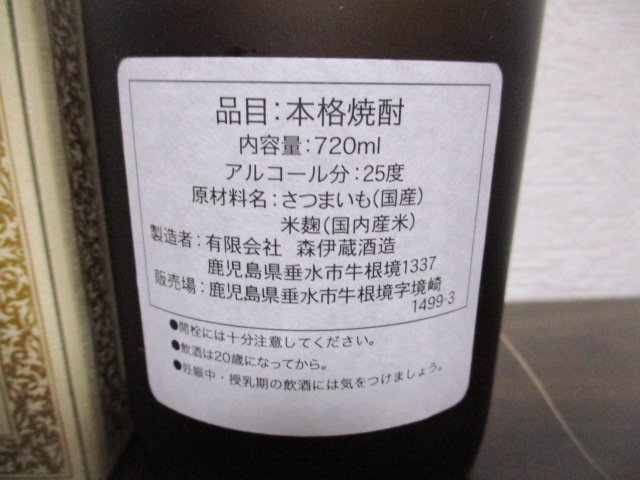 品目：本格焼酎
内容量：720ml
アルコール分：25度
原材料名：さつまいも（国産）
米麹（国内産米）
製造者：有限会社　森伊蔵酒造
鹿児島県垂水市牛根境1337
販売場：鹿児島県垂水市牛根境字境崎
1499-3
●開栓には十分注意してください。
●飲酒は20歳になってから。
●妊娠中・授乳期の飲酒には気をつけましょう。